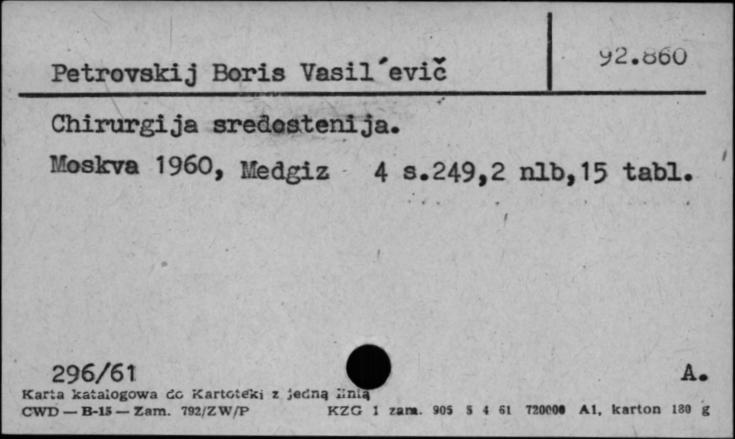 92.860
Petrovskij Boris Vasil´evič
Chirurgija sredostenija.
Moskva 1960, Medgiz 4 s.249,2 nlb,15 tabl.
296/61 A.
Karta katalogowa do Kartoteki z jedną linią
CWD — B-15 — Zam. 792/ZW/P KZG 1 zam. 905 S 4 61 720000 A1, karton 180 g